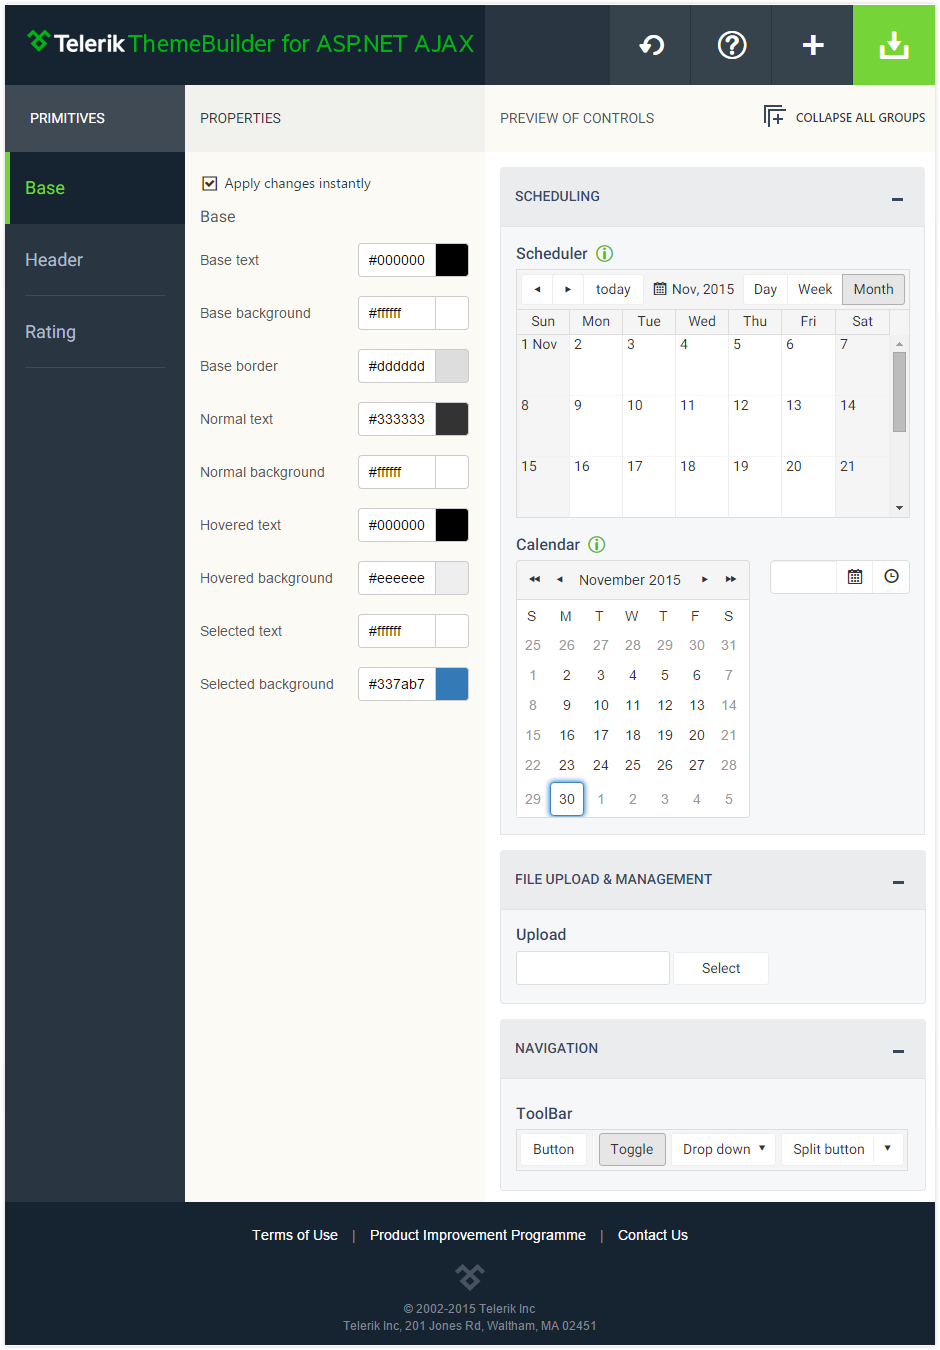 Telerik ThemeBuilder for ASP.NET AJAX
PRIMITIVES
Base
Header
Rating
PROPERTIES
Apply changes instantly
Base
Base text #000000
Base background #ffffff
Base border #dddddd
Normal text #333333
Normal background #ffffff
Hovered text #000000
Hovered background #eeeeee
Selected text #ffffff
Selected background #337ab7
PREVIEW OF CONTROLS COLLAPSE ALL GROUPS
SCHEDULING
Scheduler
today Nov, 2015 Day Week Month
Sun Mon Tue Wed Thu Fri Sat
1 Nov 2 3 4 5 6 7
8 9 10 11 12 13 14
15 16 17 18 19 20 21
Calendar
November 2015
S M T W T F S
25 26 27 28 29 30 31
1 2 3 4 5 6 7
8 9 10 11 12 13 14
15 16 17 18 19 20 21
22 23 24 25 26 27 28
29 30 1 2 3 4 5
FILE UPLOAD & MANAGEMENT
Upload
Select
NAVIGATION
ToolBar
Button Toggle Drop down Split button
Terms of Use | Product Improvement Programme | Contact Us
© 2002-2015 Telerik Inc
Telerik Inc, 201 Jones Rd, Waltham, MA 02451